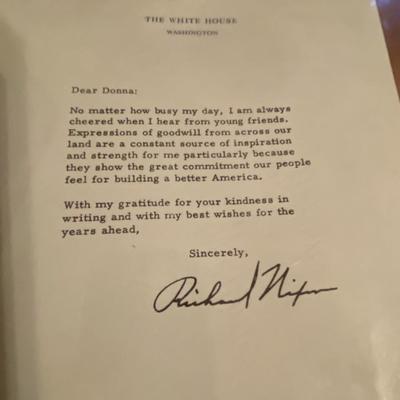 THE WHITE HOUSE
WASHINGTON
Dear Donna:
No matter how busy my day, I am always
cheered when I hear from young friends.
Expressions of goodwill from across our
land are a constant source of inspiration
and strength for me particularly because
they show the great commitment our people
feel for building a better America.
With my gratitude for your kindness in
writing and with my best wishes for the
years ahead,
Sincerely,
Richard Nixon